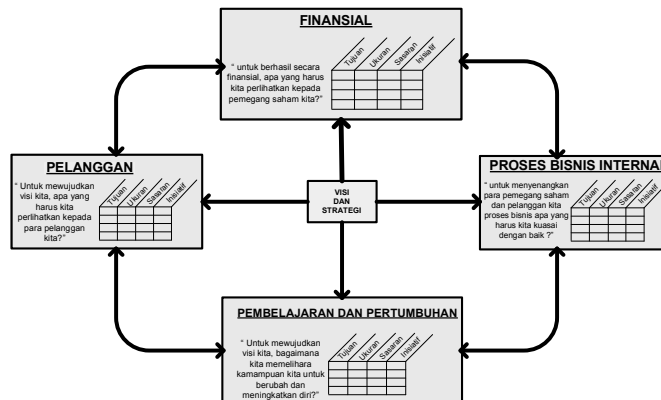 FINANSIAL
“ untuk berhasil secara
finansial, apa yang harus
kita perlihatkan kepada
pemegang saham kita?”
Tujuan Ukuran Sasaran Inisiatif
PELANGGAN
“ Untuk mewujudkan
visi kita, apa yang
harus kita
perlihatkan kepada
para pelanggan
kita?”
Tujuan Ukuran Sasaran Inisiatif
VISI
DAN
STRATEGI
PROSES BISNIS INTERNAL
“untuk menyenangkan
para pemegang saham
dan pelanggan kita
proses bisnis apa yang
harus kita kuasai
dengan baik ?”
Tujuan Ukuran Sasaran Inisiatif
PEMBELAJARAN DAN PERTUMBUHAN
“ Untuk mewujudkan
visi kita, bagaimana
kita memelihara
kamampuan kita untuk
berubah dan
meningkatkan diri?”
Tujuan Ukuran Sasaran Inisiatif